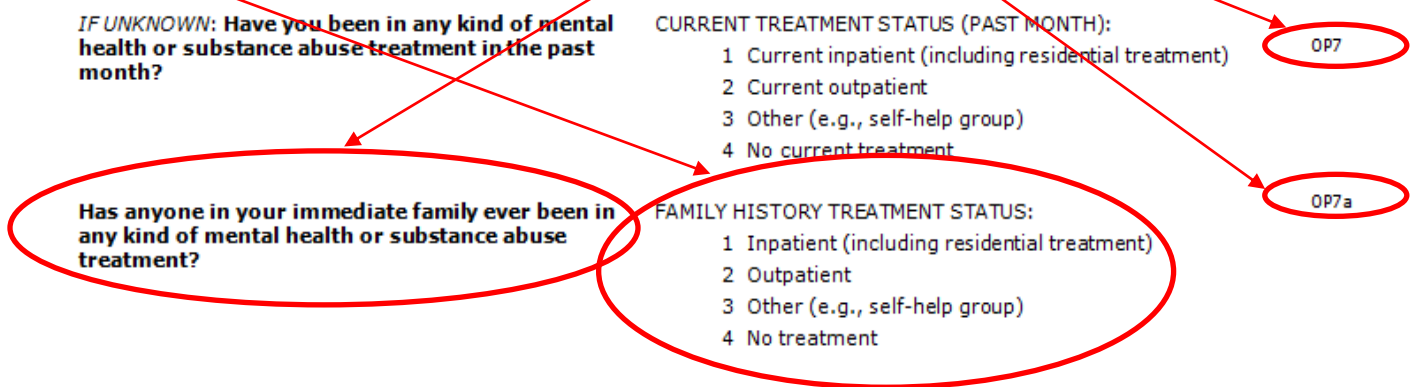 IF UNKNOWN: Have you been in any kind of mental
health or substance abuse treatment in the past
month?
CURRENT TREATMENT STATUS (PAST MONTH):
1 Current inpatient (including residential treatment)
2 Current outpatient
3 Other (e.g., self-help group)
4 No current treatment
OP7
Has anyone in your immediate family ever been in
any kind of mental health or substance abuse
treatment?
FAMILY HISTORY TREATMENT STATUS:
1 Inpatient (including residential treatment)
2 Outpatient
3 Other (e.g., self-help group)
4 No treatment
OP7a